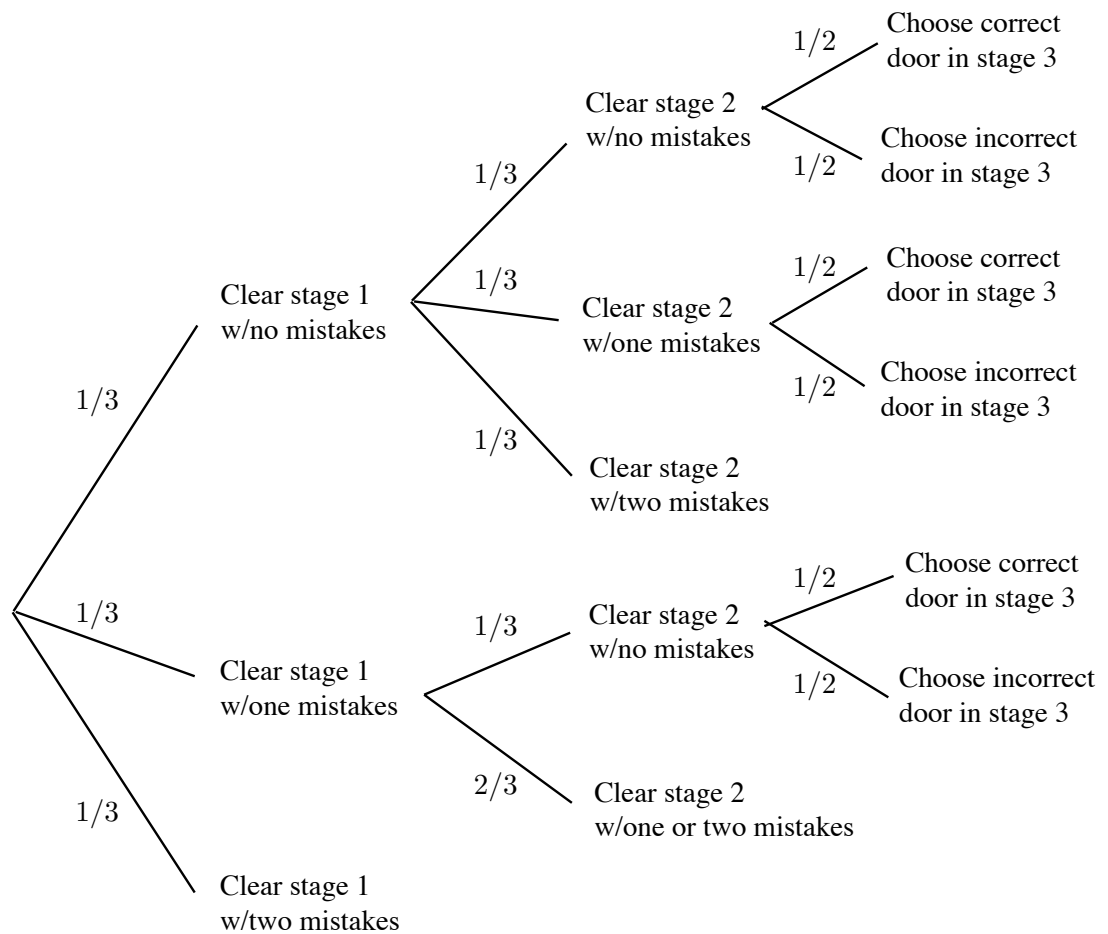 1/2
Choose correct
door in stage 3
Clear stage 2
w/no mistakes
1/2
Choose incorrect
door in stage 3
1/3
Clear stage 1
w/no mistakes
1/3
1/2
Choose correct
door in stage 3
Clear stage 2
w/one mistakes
1/2
Choose incorrect
door in stage 3
1/3
1/3
Clear stage 2
w/two mistakes
1/3
Clear stage 1
w/one mistakes
1/3
Clear stage 2
w/no mistakes
1/2
Choose correct
door in stage 3
1/2
Choose incorrect
door in stage 3
2/3
Clear stage 2
w/one or two mistakes
1/3
Clear stage 1
w/two mistakes